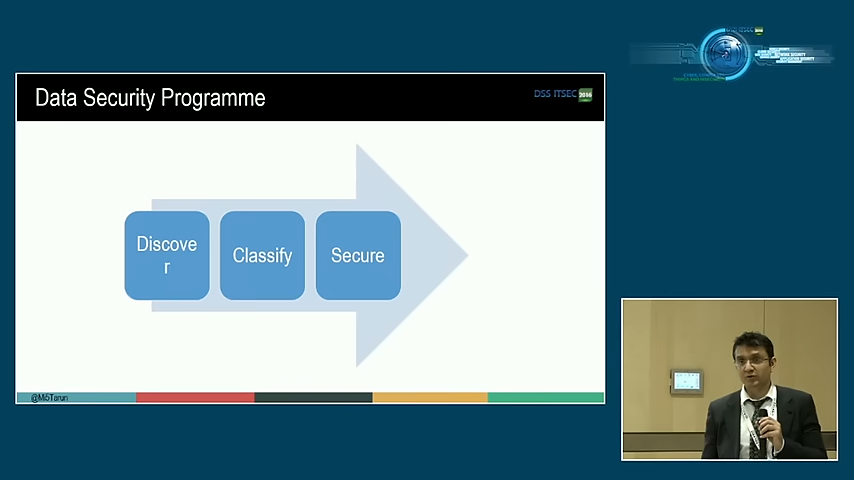 Data Security Programme
DSS ITSEC 2016
Discove
r
Classify
Secure
@Mi5Tarun